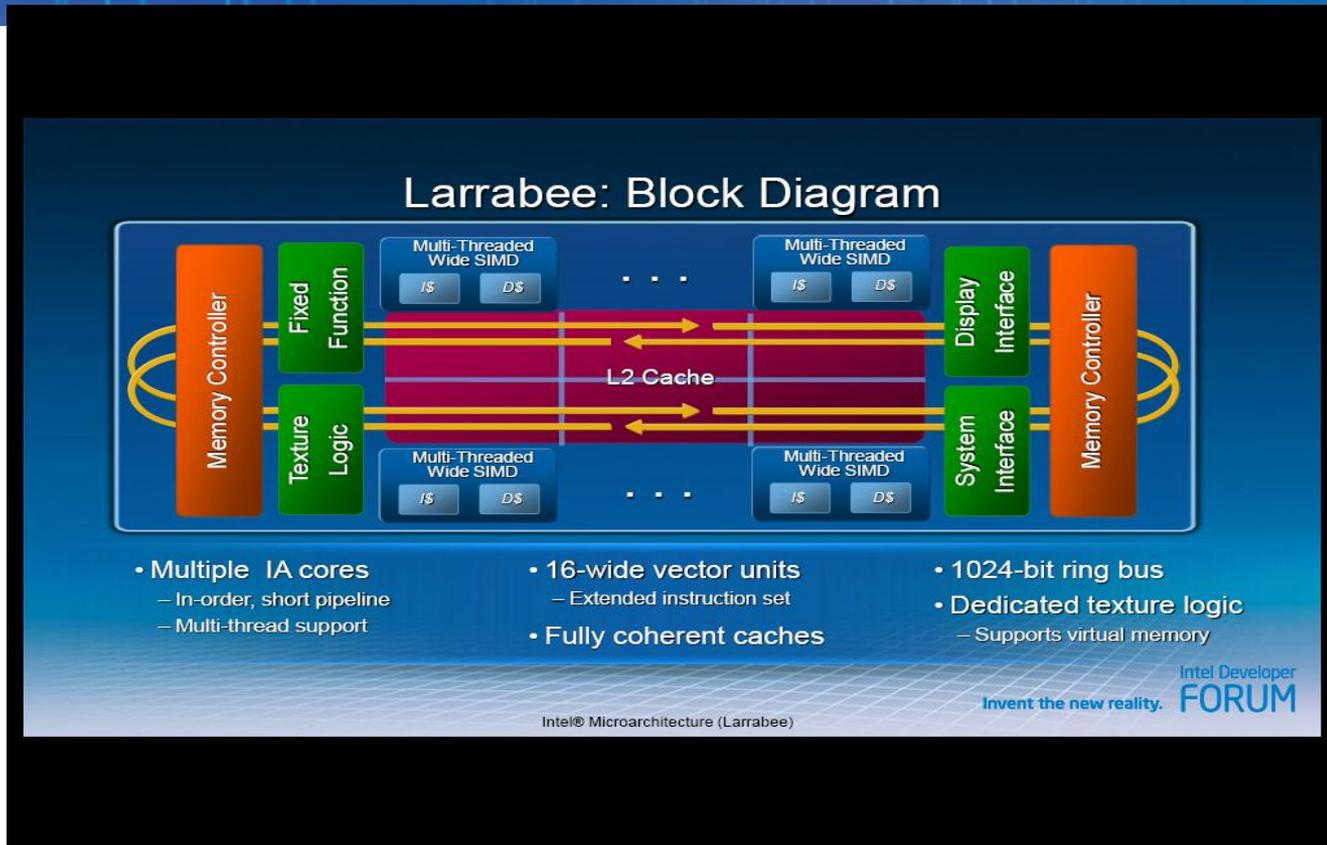 Larrabee: Block Diagram
Memory Controller
Fixed
Function
Texture
Logic
Multi-Threaded
Wide SIMD
I$ D$
. . .
Multi-Threaded
Wide SIMD
I$ D$
L2 Cache
Multi-Threaded
Wide SIMD
I$ D$
. . .
Multi-Threaded
Wide SIMD
I$ D$
Display
Interface
System
Interface
Memory Controller
• Multiple IA cores
– In-order, short pipeline
– Multi-thread support
• 16-wide vector units
– Extended instruction set
• Fully coherent caches
• 1024-bit ring bus
• Dedicated texture logic
– Supports virtual memory
Invent the new reality.
Intel Developer
FORUM
Intel® Microarchitecture (Larrabee)